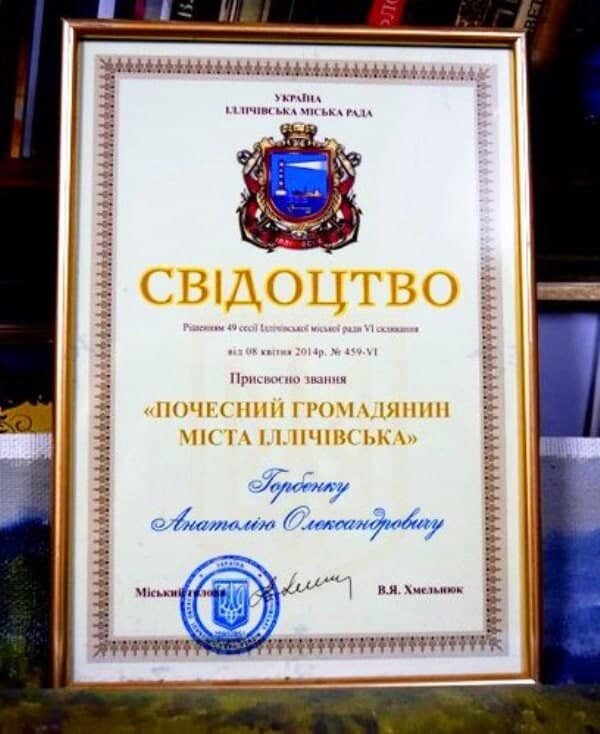 УКРАЇНА
ІЛЛІЧІВСЬКА МІСЬКА РАДА
СВІДОЦТВО
Рішенням 49 сесії Іллічівської міської ради VI скликання
від 08 квітня 2014р. № 459-VI
Присвоєно звання
«ПОЧЕСНИЙ ГРОМАДЯНИН
МІСТА ІЛЛІЧІВСЬКА»
Горбенку
Анатолію Олександровичу
Міський голова
В.Я. Хмельнюк
УКРАЇНА